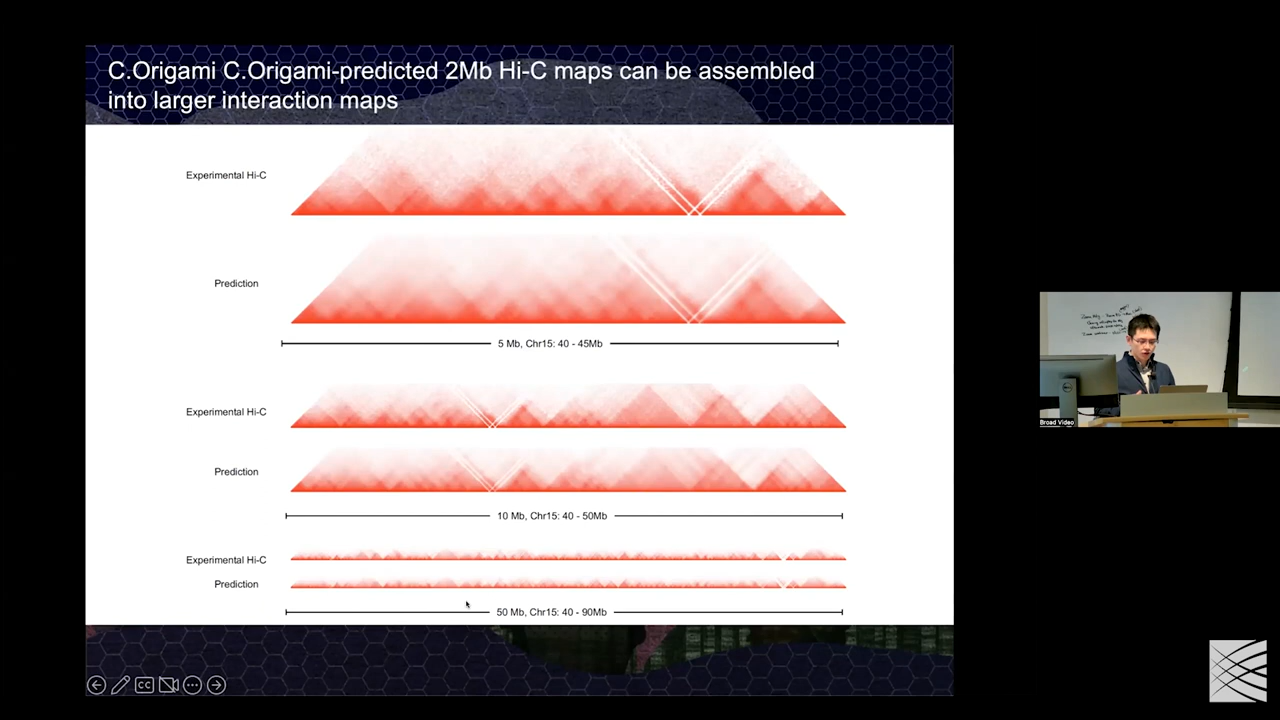 C.Origami C.Origami-predicted 2Mb Hi-C maps can be assembled
into larger interaction maps
Experimental Hi-C
Prediction
5 Mb, Chr15: 40 - 45Mb
Experimental Hi-C
Prediction
10 Mb, Chr15: 40 - 50Mb
Experimental Hi-C
Prediction
50 Mb, Chr15: 40 - 90Mb
CC
Broad Video